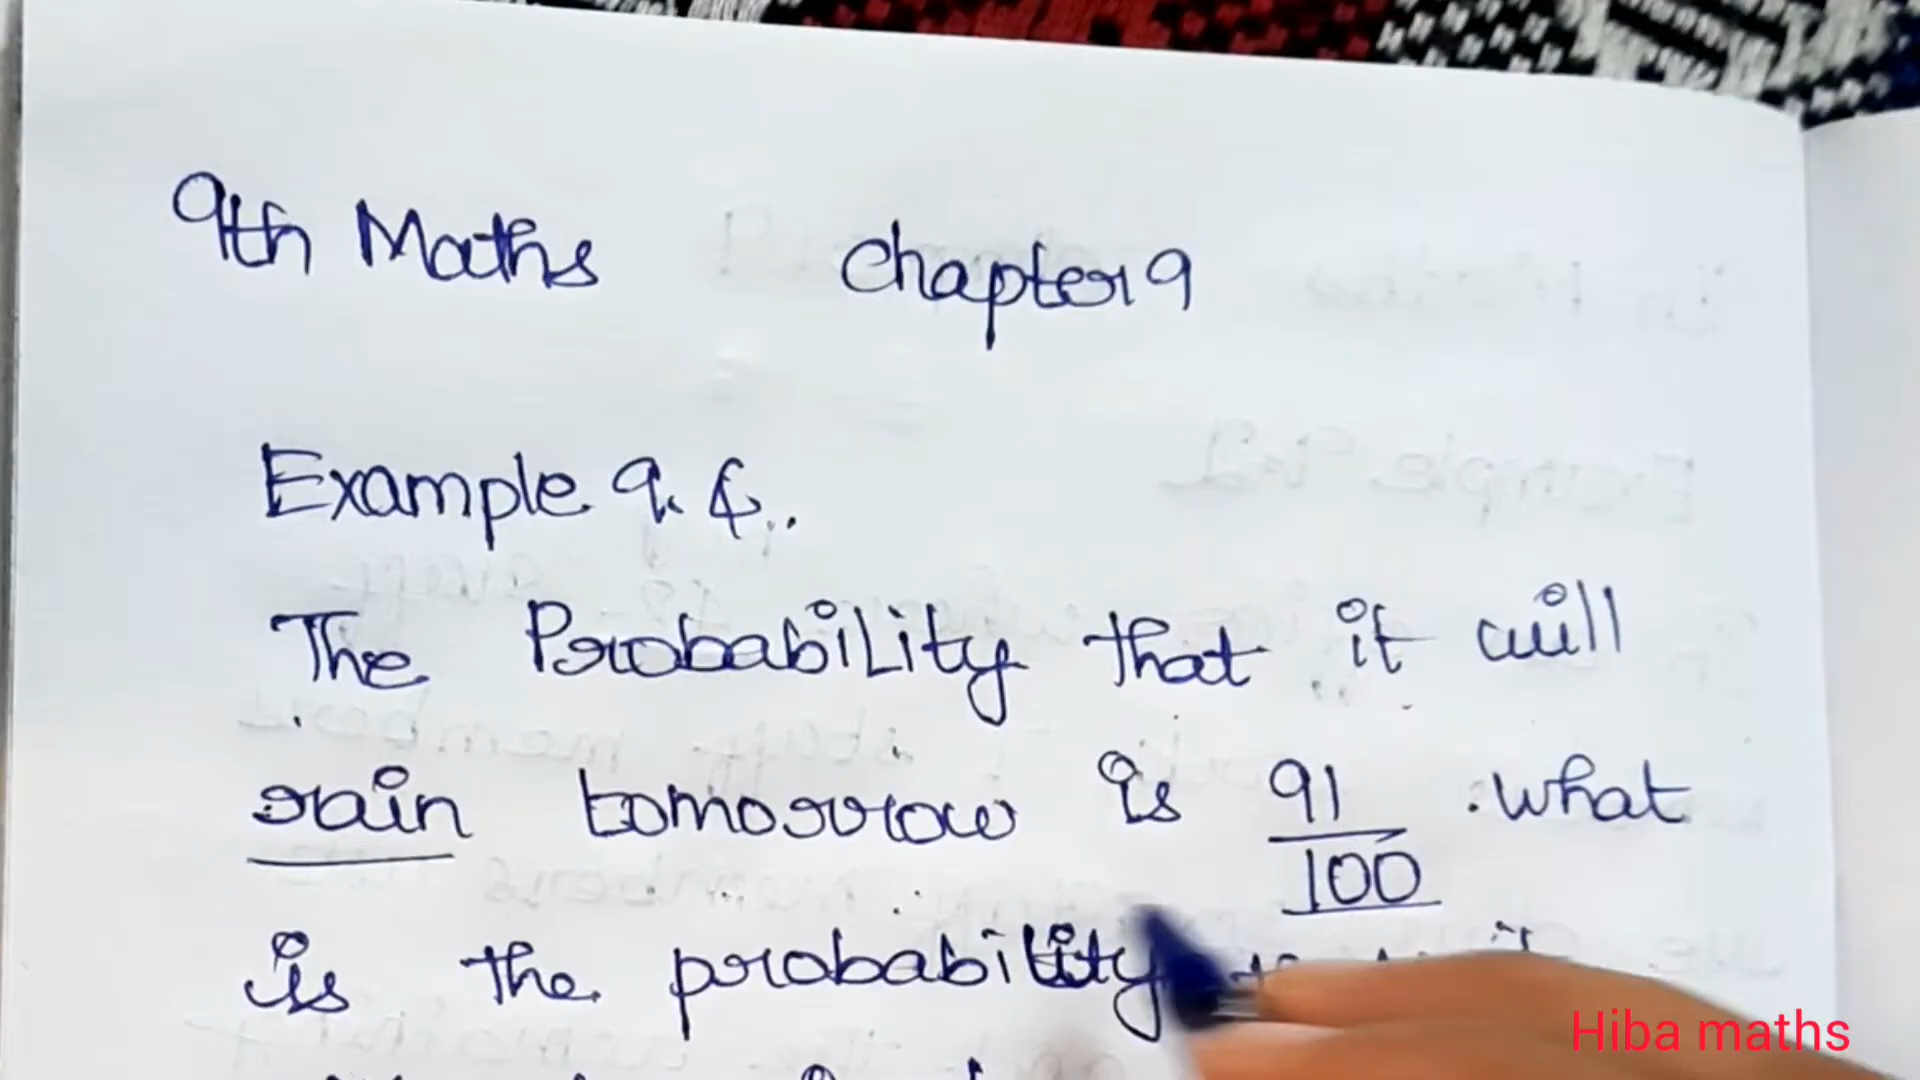 9th Maths Chapter 9
Example 9.
The Probability that it will
rain tomorrow is 91/100 . what
is the probability
Hiba maths